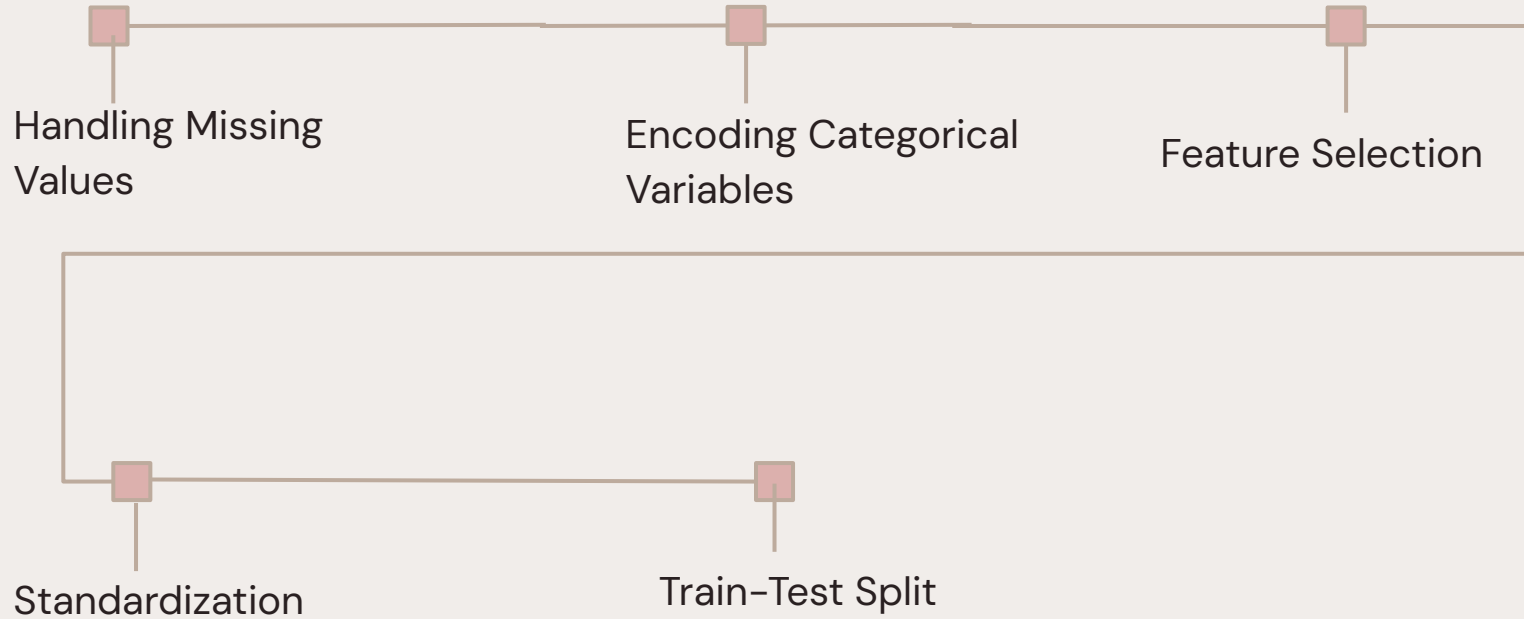 Handling Missing
Values
Encoding Categorical
Variables
Feature Selection
Standardization
Train-Test Split